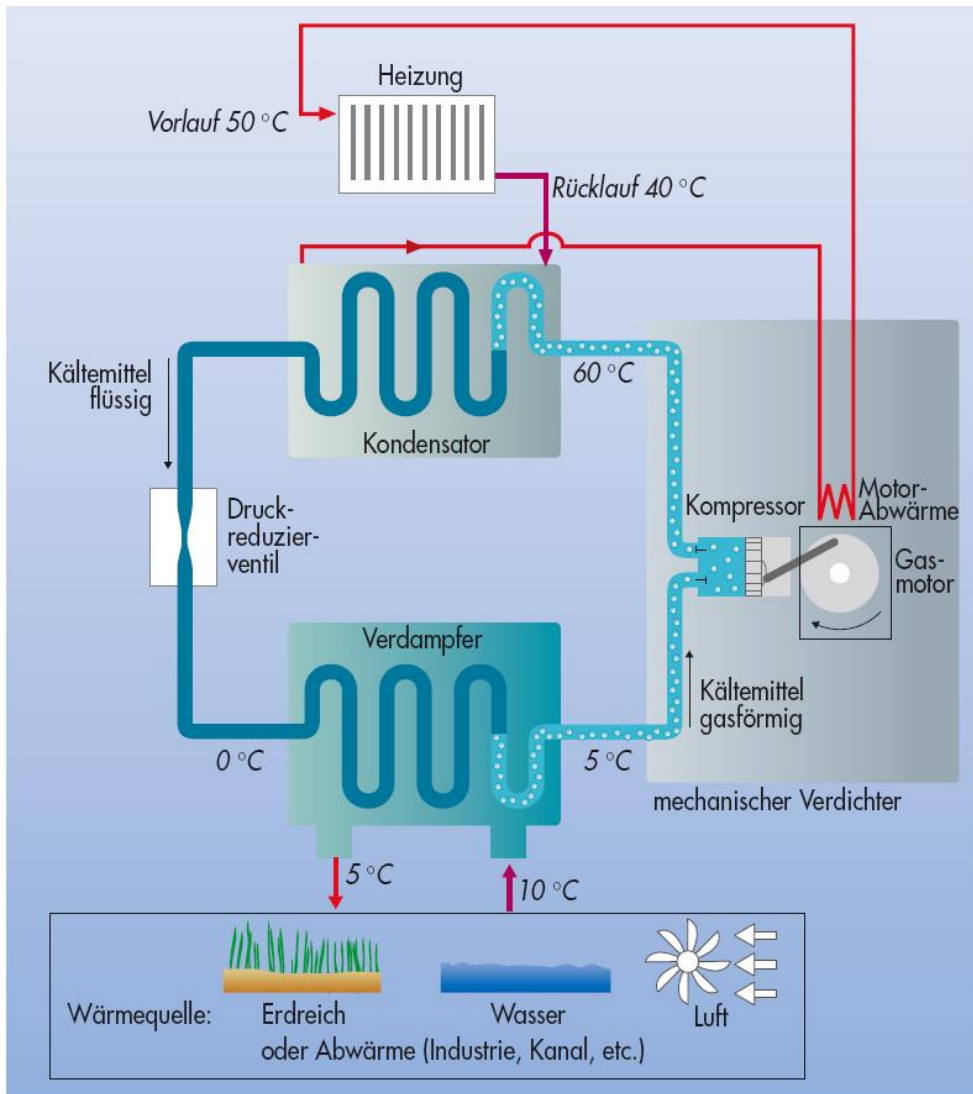 Heizung
Vorlauf 50 °C
Rücklauf 40 °C
60 °C
Kältemittel
flüssig
Kondensator
Druck-
reduzier-
ventil
Kompressor
Motor-
Abwärme
Gas-
motor
Verdampfer
Kältemittel
gasförmig
0 °C
5 °C
mechanischer Verdichter
5 °C
10 °C
Wärmequelle:
Erdreich
Wasser
Luft
oder Abwärme (Industrie, Kanal, etc.)